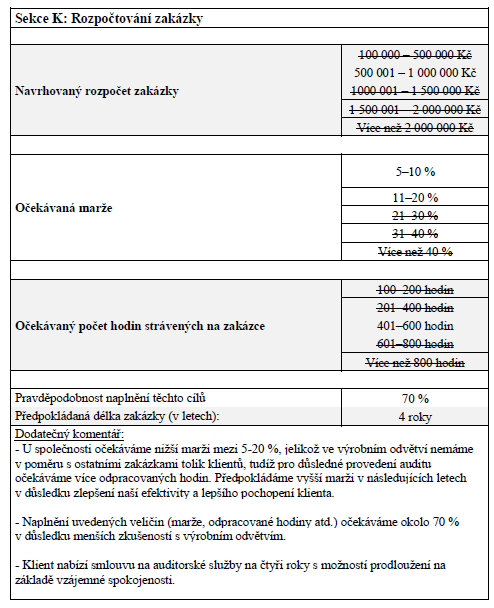 Sekce K: Rozpočtování zakázky
100 000 – 500 000 Kč
500 001 – 1 000 000 Kč
Navrhovaný rozpočet zakázky
1000 001 – 1 500 000 Kč
1 500 001 – 2 000 000 Kč
Více než 2 000 000 Kč
5–10 %
11–20 %
Očekávaná marže
21–30 %
31–40 %
Více než 40 %
100–200 hodin
201–400 hodin
Očekávaný počet hodin strávených na zakázce
401–600 hodin
601–800 hodin
Více než 800 hodin
Pravděpodobnost naplnění těchto cílů 70 %
Předpokládaná délka zakázky (v letech): 4 roky
Dodatečný komentář:
- U společnosti očekáváme nižší marži mezi 5-20 %, jelikož ve výrobním odvětví nemáme
v poměru s ostatními zakázkami tolik klientů, tudíž pro důsledné provedení auditu
očekáváme více odpracovaných hodin. Předpokládáme vyšší marži v následujících letech
v důsledku zlepšení naší efektivity a lepšího pochopení klienta.
- Naplnění uvedených veličin (marže, odpracované hodiny atd.) očekáváme okolo 70 %
v důsledku menších zkušeností s výrobním odvětvím.
- Klient nabízí smlouvu na auditorské služby na čtyři roky s možností prodloužení na
základě vzájemné spokojenosti.